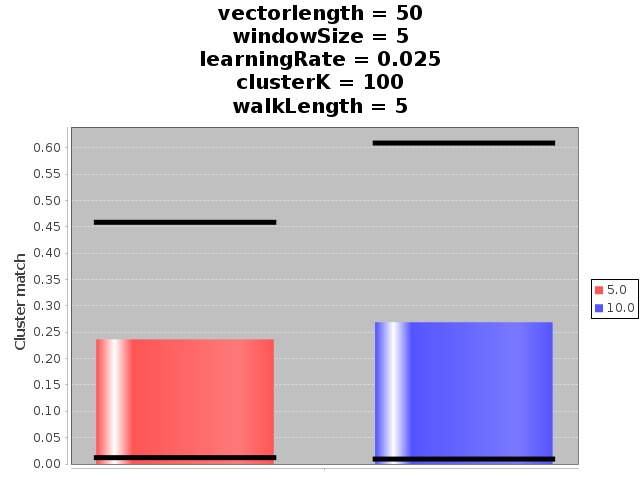 vectorlength = 50
windowSize = 5
learningRate = 0.025
clusterK = 100
walkLength = 5
0.60
0.55
0.50
0.45
0.40
0.35
0.30
0.25
0.20
0.15
0.10
0.05
0.00
Cluster match
5.0
10.0